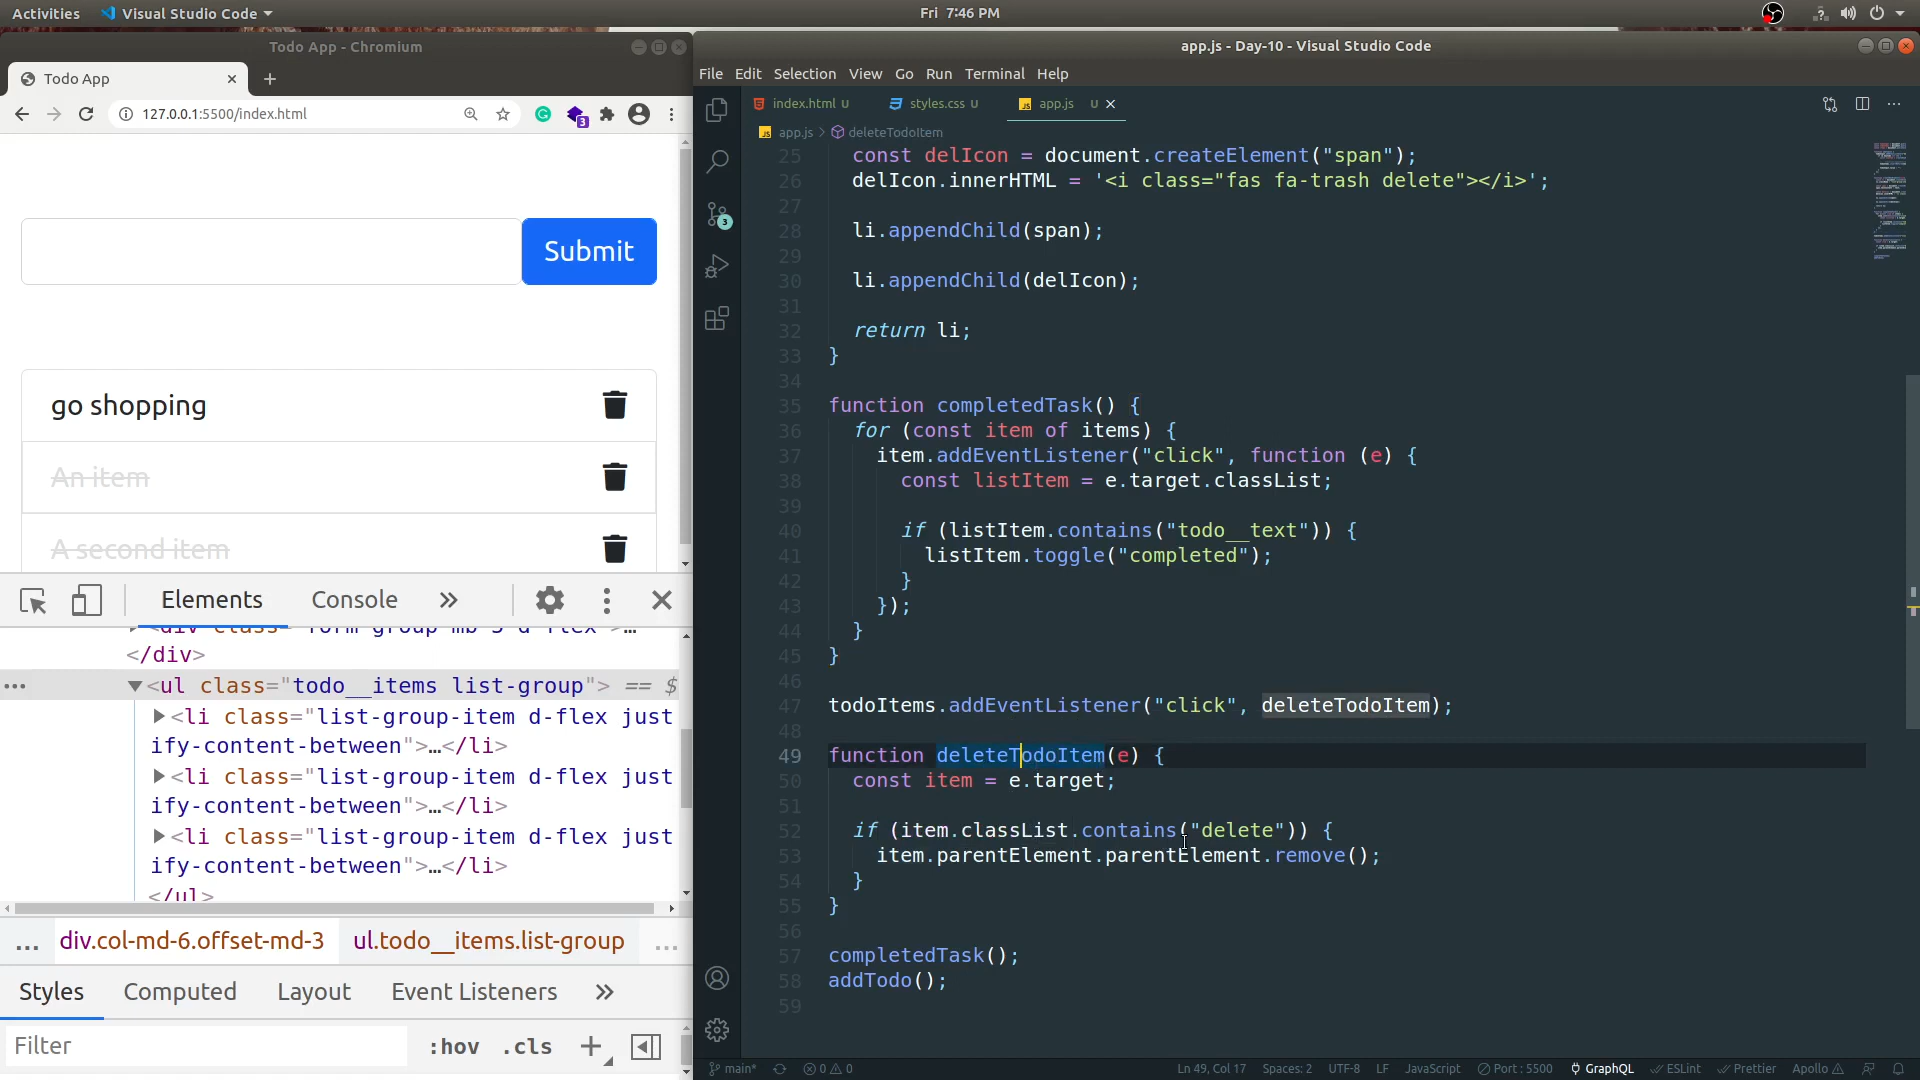 Activities
Visual Studio Code
Fri 7:46 PM
Todo App - Chromium
Todo App
127.0.0.1:5500/index.html
3
Submit
go shopping
An item
A second item
Elements
Console
</div>
<ul class="todo__items list-group"> == $
<li class="list-group-item d-flex just
ify-content-between">…</li>
<li class="list-group-item d-flex just
ify-content-between">…</li>
<li class="list-group-item d-flex just
ify-content-between">…</li>
</ul>
... div.col-md-6.offset-md-3 ul.todo__items.list-group ...
Styles Computed Layout Event Listeners
Filter :hov .cls
app.js - Day-10 - Visual Studio Code
File Edit Selection View Go Run Terminal Help
index.html U styles.css U app.js U
app.js > deleteTodoItem
3
25 const delIcon = document.createElement("span");
26 delIcon.innerHTML = '<i class="fas fa-trash delete"></i>';
27
28 li.appendChild(span);
29
30 li.appendChild(delIcon);
31
32 return li;
33 }
34
35 function completedTask() {
36 for (const item of items) {
37 item.addEventListener("click", function (e) {
38 const listItem = e.target.classList;
39
40 if (listItem.contains("todo__text")) {
41 listItem.toggle("completed");
42 }
43 });
44 }
45 }
46
47 todoItems.addEventListener("click", deleteTodoItem);
48
49 function deleteTodoItem(e) {
50 const item = e.target;
51
52 if (item.classList.contains("delete")) {
53 item.parentElement.parentElement.remove();
54 }
55 }
56
57 completedTask();
58 addTodo();
59
main* 0 0 Ln 49, Col 17 Spaces: 2 UTF-8 LF JavaScript Port : 5500 GraphQL ESLint Prettier Apollo